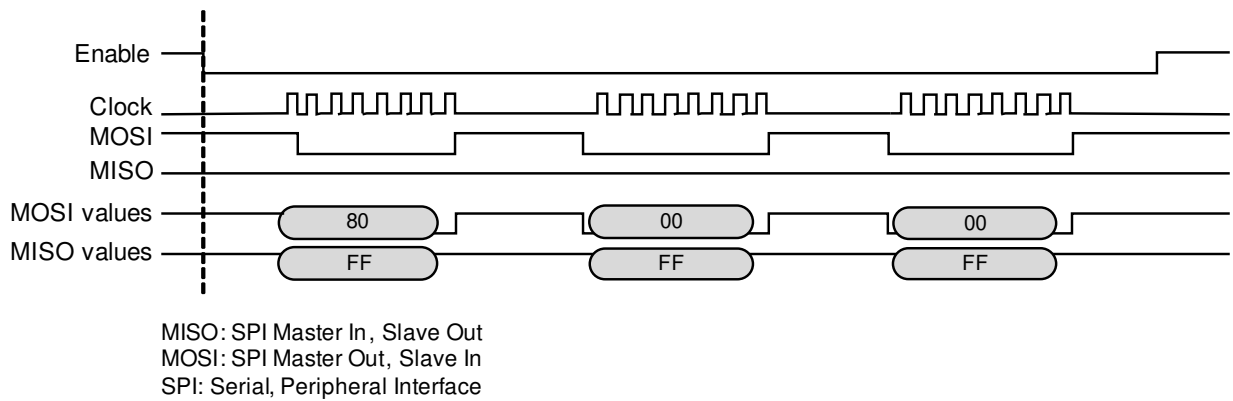 Enable
Clock
MOSI
MISO
MOSI values 80 00 00
MISO values FF FF FF
MISO: SPI Master In, Slave Out
MOSI: SPI Master Out, Slave In
SPI: Serial, Peripheral Interface